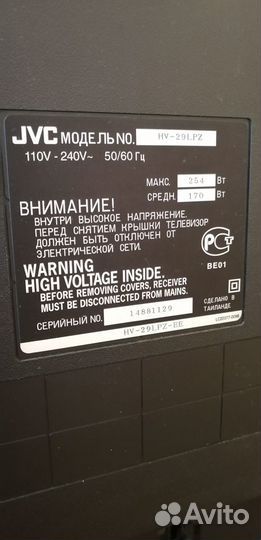 JVC МОДЕЛЬ NO. HV-29LPZ
110V - 240V~ 50/60 Гц
МАКС. 254 Вт
СРЕДН. 170 Вт
ВНИМАНИЕ!
ВНУТРИ ВЫСОКОЕ НАПРЯЖЕНИЕ.
ПЕРЕД СНЯТИЕМ КРЫШКИ ТЕЛЕВИЗОР
ДОЛЖЕН БЫТЬ ОТКЛЮЧЕН ОТ
ЭЛЕКТРИЧЕСКОЙ СЕТИ.
РСТ
BE01
WARNING
HIGH VOLTAGE INSIDE.
BEFORE REMOVING COVERS, RECEIVER
MUST BE DISCONNECTED FROM MAINS.
СДЕЛАНО В
ТАИЛАНДЕ
СЕРИЙНЫЙ NO. 14881129
HV-29LPZ-EE
Avito